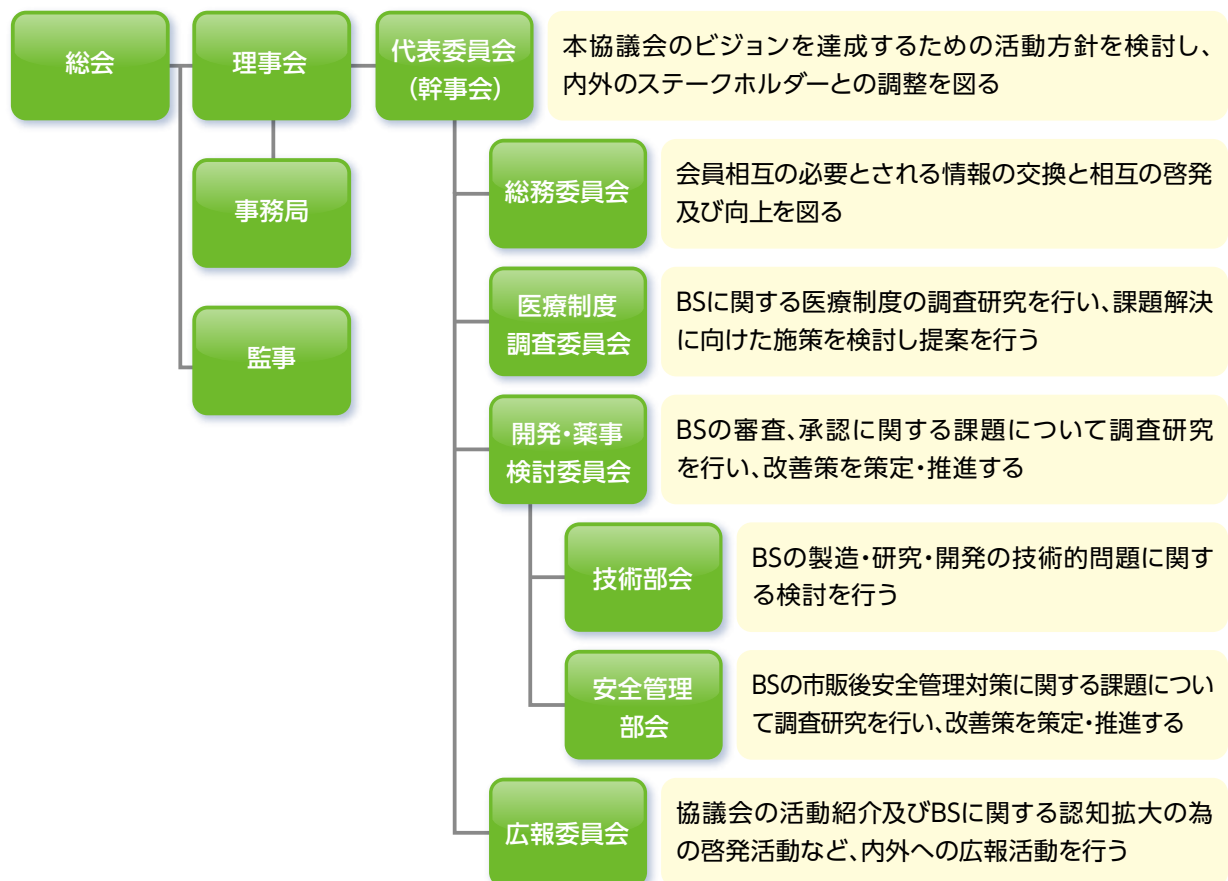 総会
理事会
代表委員会
(幹事会)
本協議会のビジョンを達成するための活動方針を検討し、
内外のステークホルダーとの調整を図る
事務局
監事
総務委員会
会員相互の必要とされる情報の交換と相互の啓発
及び向上を図る
医療制度
調査委員会
BSに関する医療制度の調査研究を行い、課題解決
に向けた施策を検討し提案を行う
開発・薬事
検討委員会
BSの審査、承認に関する課題について調査研究
を行い、改善策を策定・推進する
技術部会
BSの製造・研究・開発の技術的問題に関す
る検討を行う
安全管理
部会
BSの市販後安全管理対策に関する課題につい
て調査研究を行い、改善策を策定・推進する
広報委員会
協議会の活動紹介及びBSに関する認知拡大の為
の啓発活動など、内外への広報活動を行う